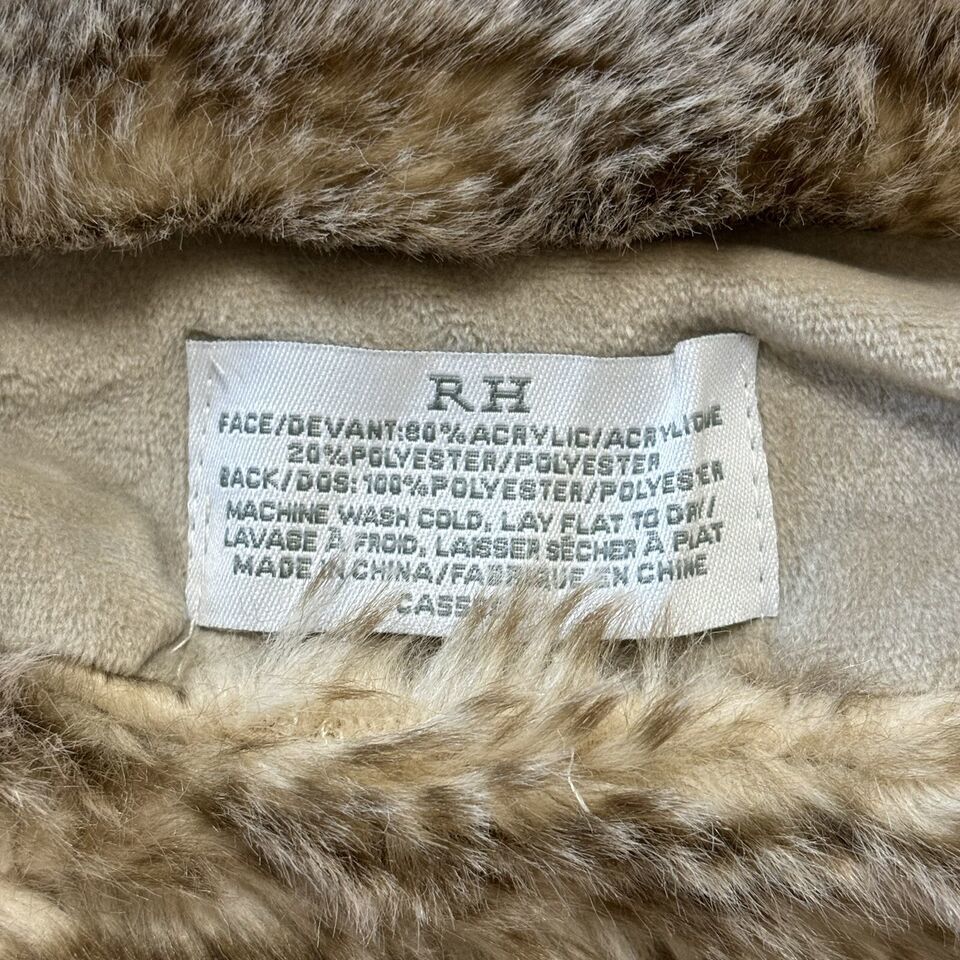 RH
FACE/DEVANT:80%ACRYLIC/ACRYLIQUE
20%POLYESTER/POLYESTER
BACK/DOS:100%POLYESTER/POLYESTER
MACHINE WASH COLD, LAY FLAT TO DRY/
LAVAGE À FROID, LAISSER SÉCHER À PLAT
MADE IN CHINA/FABRIQUE EN CHINE